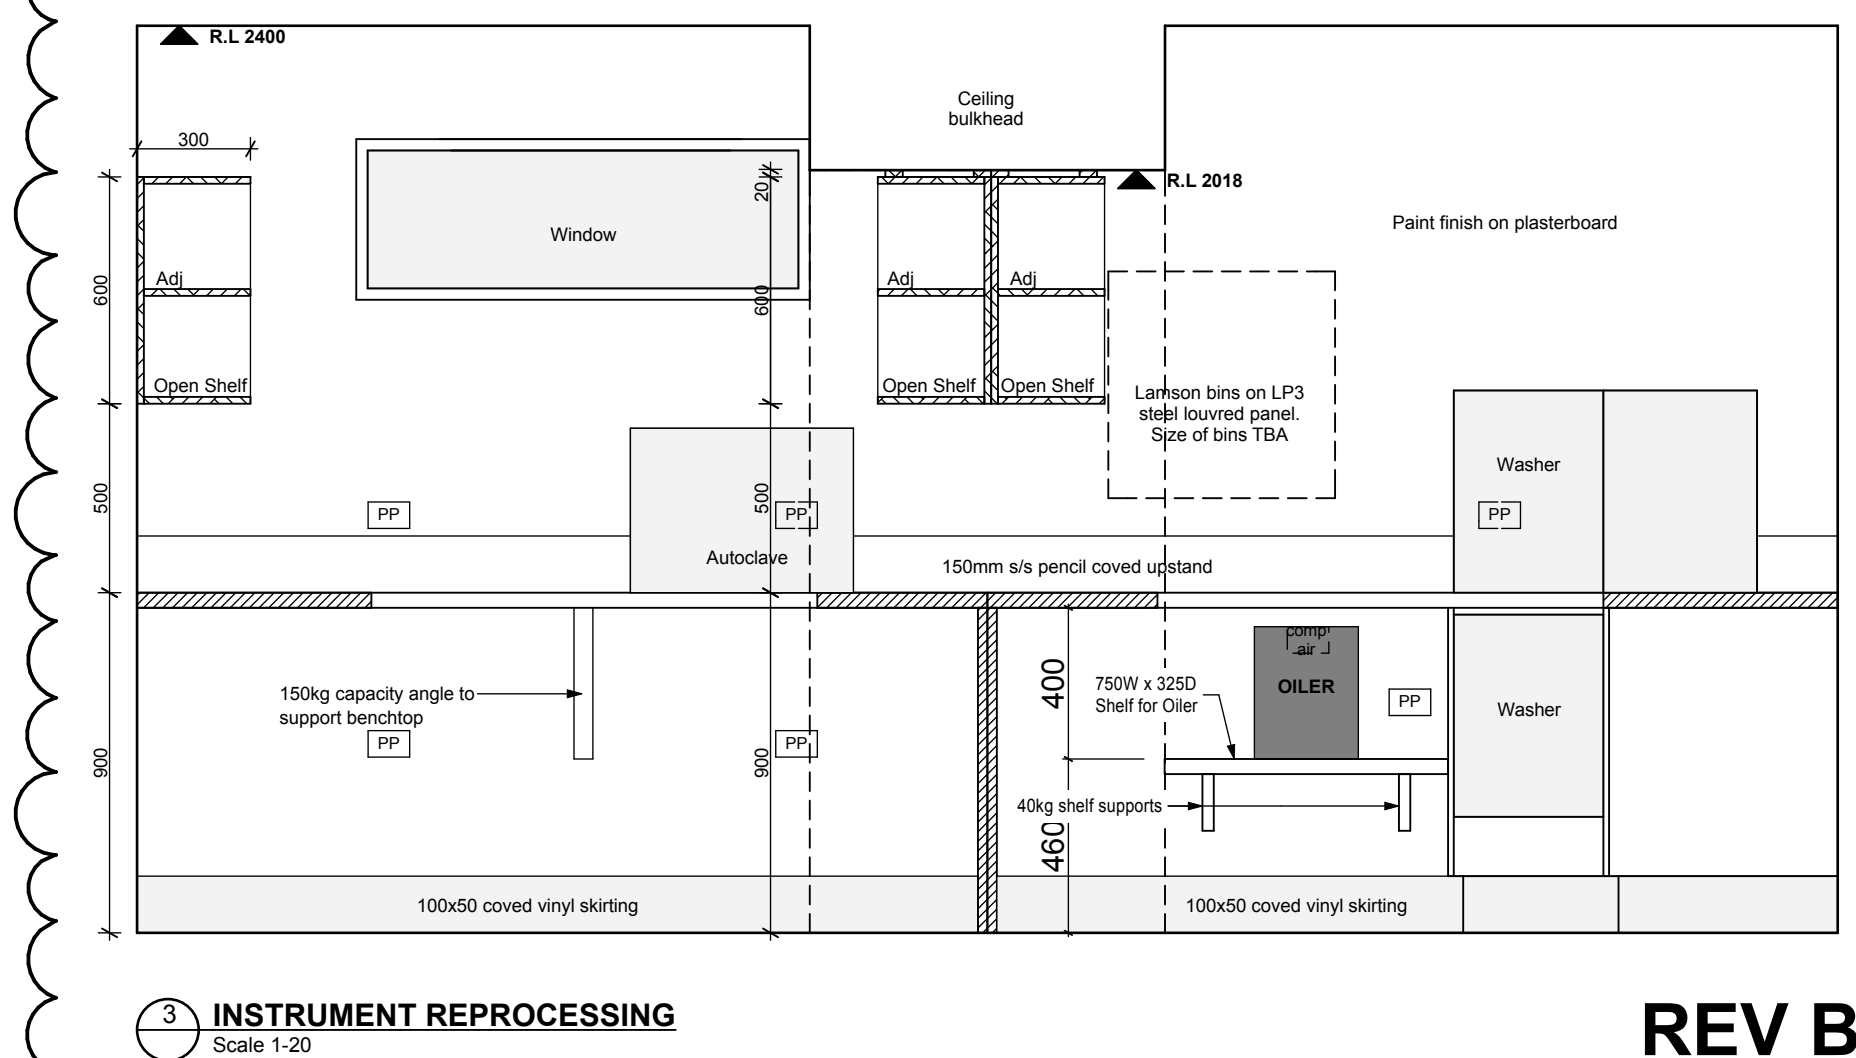 R.L 2400
Ceiling
bulkhead
300
R.L 2018
20
Window
Paint finish on plasterboard
Adj
Adj
Adj
600
600
Open Shelf
Open Shelf
Open Shelf
Lamson bins on LP3
steel louvred panel.
Size of bins TBA
Washer
500
500
PP
PP
PP
Autoclave
150mm s/s pencil coved upstand
comp
air
400
OILER
750W x 325D
Shelf for Oiler
PP
Washer
150kg capacity angle to
support benchtop
PP
PP
900
900
40kg shelf supports
460
100x50 coved vinyl skirting
100x50 coved vinyl skirting
3
INSTRUMENT REPROCESSING
Scale 1-20
REV B